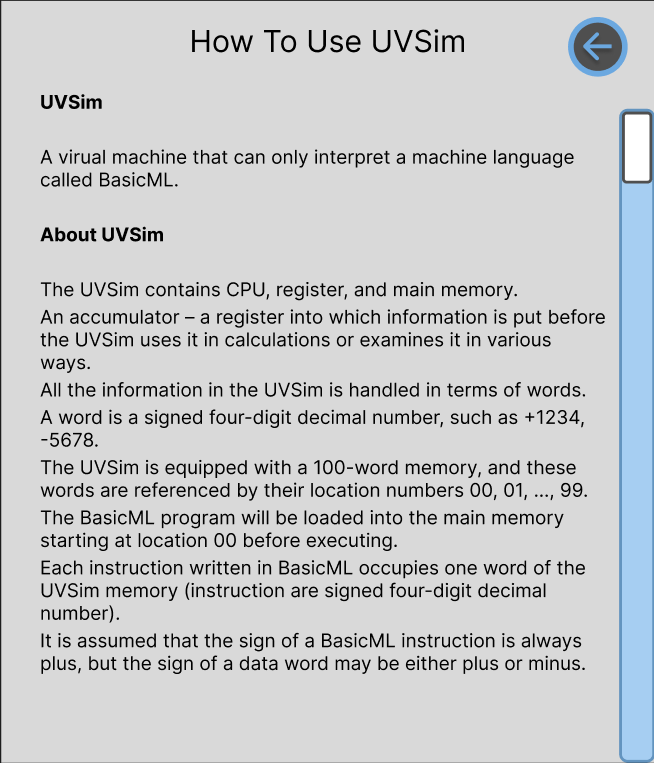 How To Use UVSim
UVSim
A virual machine that can only interpret a machine language
called BasicML.
About UVSim
The UVSim contains CPU, register, and main memory.
An accumulator – a register into which information is put before
the UVSim uses it in calculations or examines it in various
ways.
All the information in the UVSim is handled in terms of words.
A word is a signed four-digit decimal number, such as +1234,
-5678.
The UVSim is equipped with a 100-word memory, and these
words are referenced by their location numbers 00, 01, ..., 99.
The BasicML program will be loaded into the main memory
starting at location 00 before executing.
Each instruction written in BasicML occupies one word of the
UVSim memory (instruction are signed four-digit decimal
number).
It is assumed that the sign of a BasicML instruction is always
plus, but the sign of a data word may be either plus or minus.